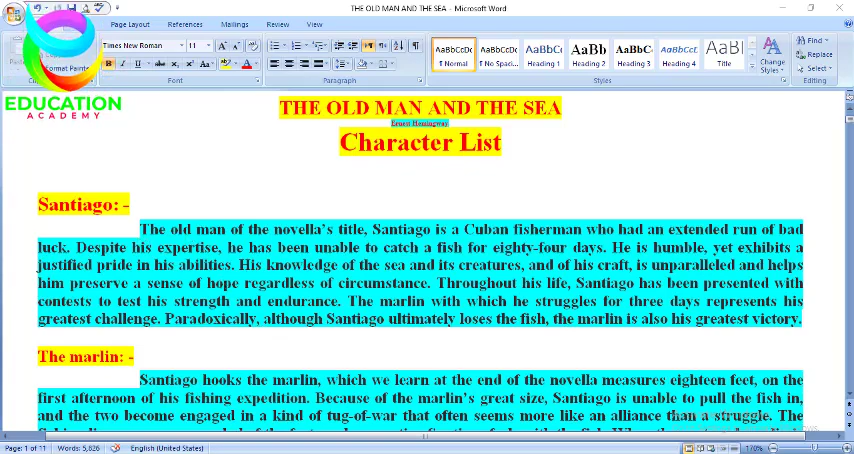 THE OLD MAN AND THE SEA - Microsoft Word
Page Layout References Mailings Review View
Times New Roman 11 Find
Replace
Format Painter Change Styles Select
AaBbCcDc AaBbCcDc AaBbCc AaBb AaBbC AaBbCcL AaBl
¶ Normal ¶ No Spaci... Heading 1 Heading 2 Heading 3 Heading 4 Title
Font Paragraph Styles Editing
EDUCATION
ACADEMY
THE OLD MAN AND THE SEA
Ernest Hemingway
Character List
Santiago: -
The old man of the novella's title, Santiago is a Cuban fisherman who had an extended run of bad
luck. Despite his expertise, he has been unable to catch a fish for eighty-four days. He is humble, yet exhibits a
justified pride in his abilities. His knowledge of the sea and its creatures, and of his craft, is unparalleled and helps
him preserve a sense of hope regardless of circumstance. Throughout his life, Santiago has been presented with
contests to test his strength and endurance. The marlin with which he struggles for three days represents his
greatest challenge. Paradoxically, although Santiago ultimately loses the fish, the marlin is also his greatest victory.
The marlin: -
Santiago hooks the marlin, which we learn at the end of the novella measures eighteen feet, on the
first afternoon of his fishing expedition. Because of the marlin's great size, Santiago is unable to pull the fish in,
and the two become engaged in a kind of tug-of-war that often seems more like an alliance than a struggle. The
Page: 1 of 11 Words: 5,626 English (United States) 170%